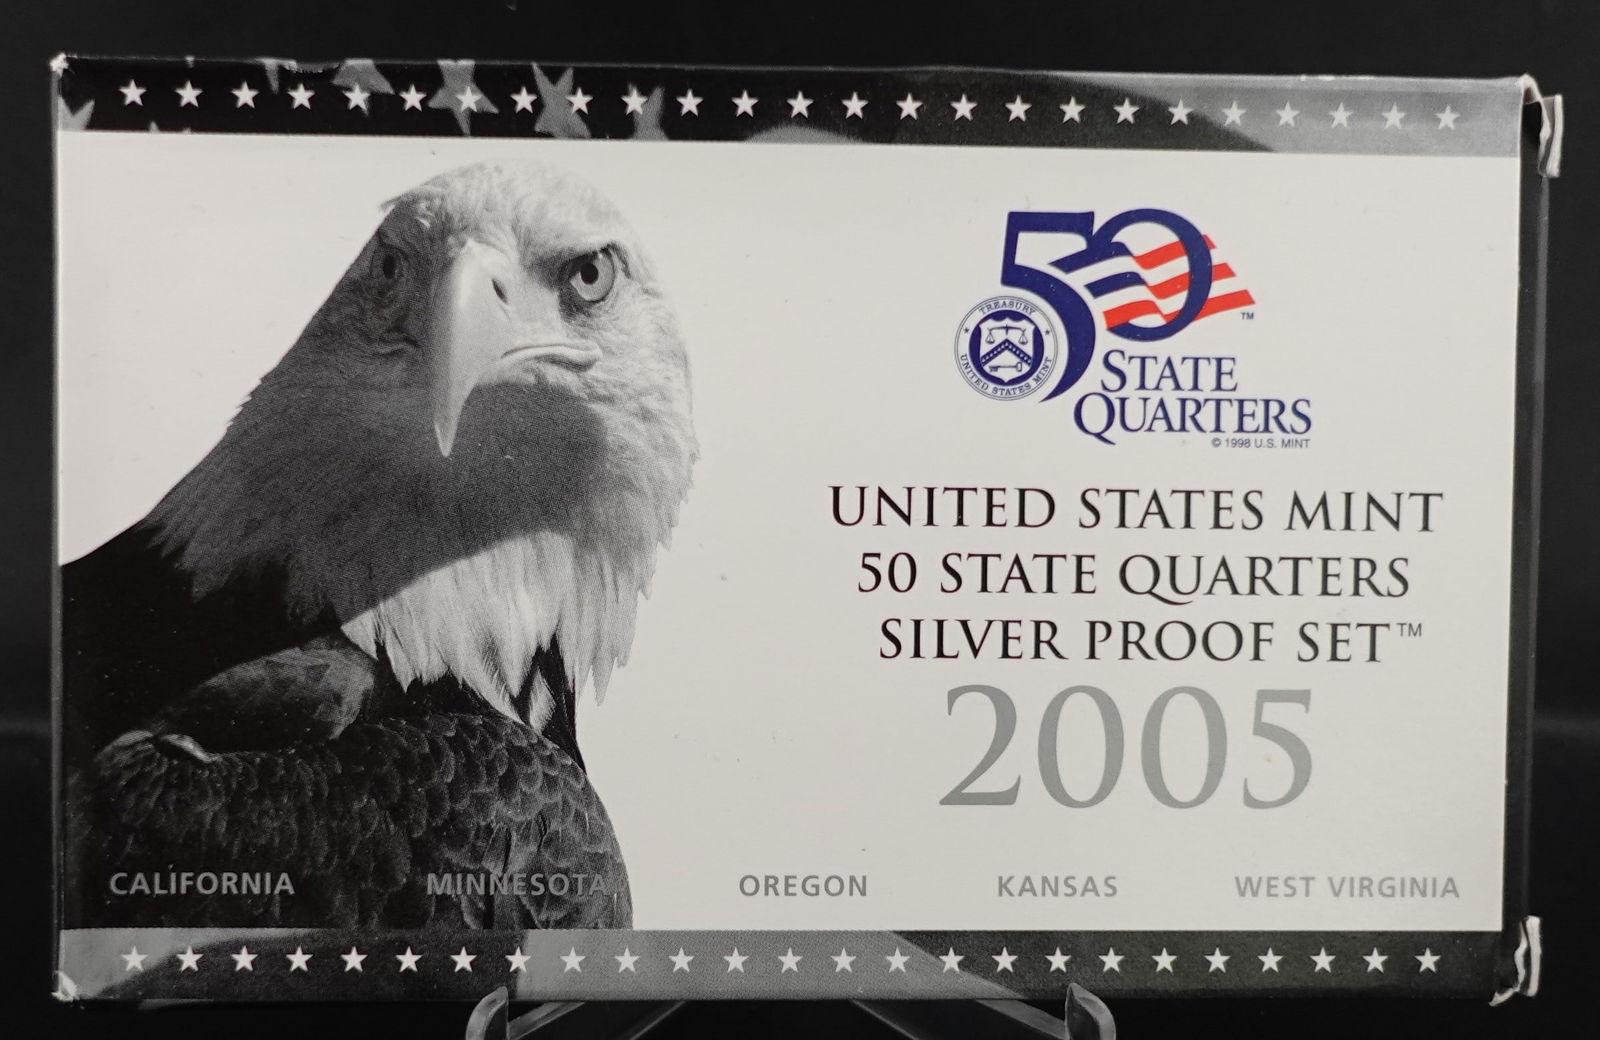 50
TREASURY
UNITED STATES MINT
™
STATE
QUARTERS
© 1998 U.S. MINT
UNITED STATES MINT
50 STATE QUARTERS
SILVER PROOF SET™
2005
CALIFORNIA MINNESOTA OREGON KANSAS WEST VIRGINIA